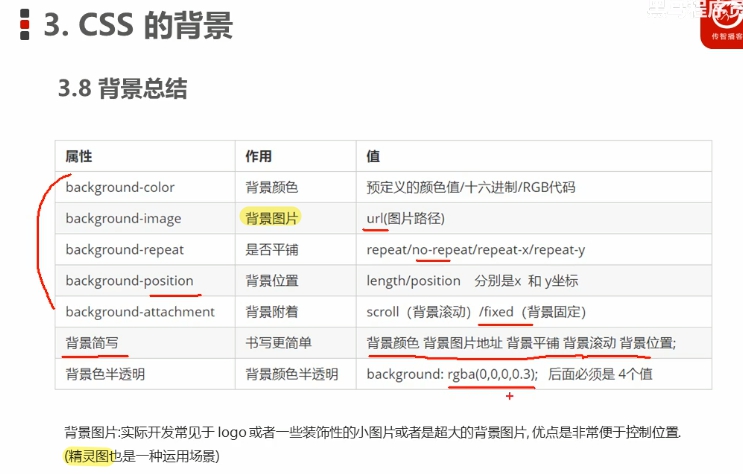 3. CSS 的背景
传智播客
3.8 背景总结
属性 作用 值
background-color 背景颜色 预定义的颜色值/十六进制/RGB代码
background-image 背景图片 url(图片路径)
background-repeat 是否平铺 repeat/no-repeat/repeat-x/repeat-y
background-position 背景位置 length/position 分别是x 和 y坐标
background-attachment 背景附着 scroll（背景滚动）/fixed（背景固定）
背景简写 书写更简单 背景颜色 背景图片地址 背景平铺 背景滚动 背景位置;
背景色半透明 背景颜色半透明 background: rgba(0,0,0,0.3); 后面必须是 4个值
背景图片:实际开发常见于 logo 或者一些装饰性的小图片或者是超大的背景图片, 优点是非常便于控制位置.
(精灵图也是一种运用场景)